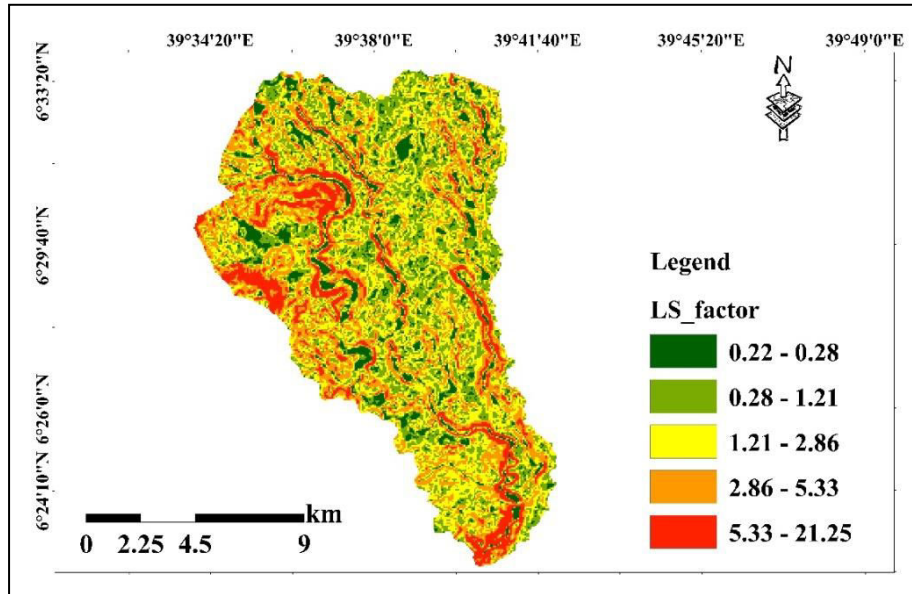 39°34'20"E 39°38'0"E 39°41'40"E 39°45'20"E 39°49'0"E
6°33'20"N
6°29'40"N
6°26'0"N
6°24'10"N
N
Legend
LS_factor
0.22 - 0.28
0.28 - 1.21
1.21 - 2.86
2.86 - 5.33
5.33 - 21.25
km
0 2.25 4.5 9